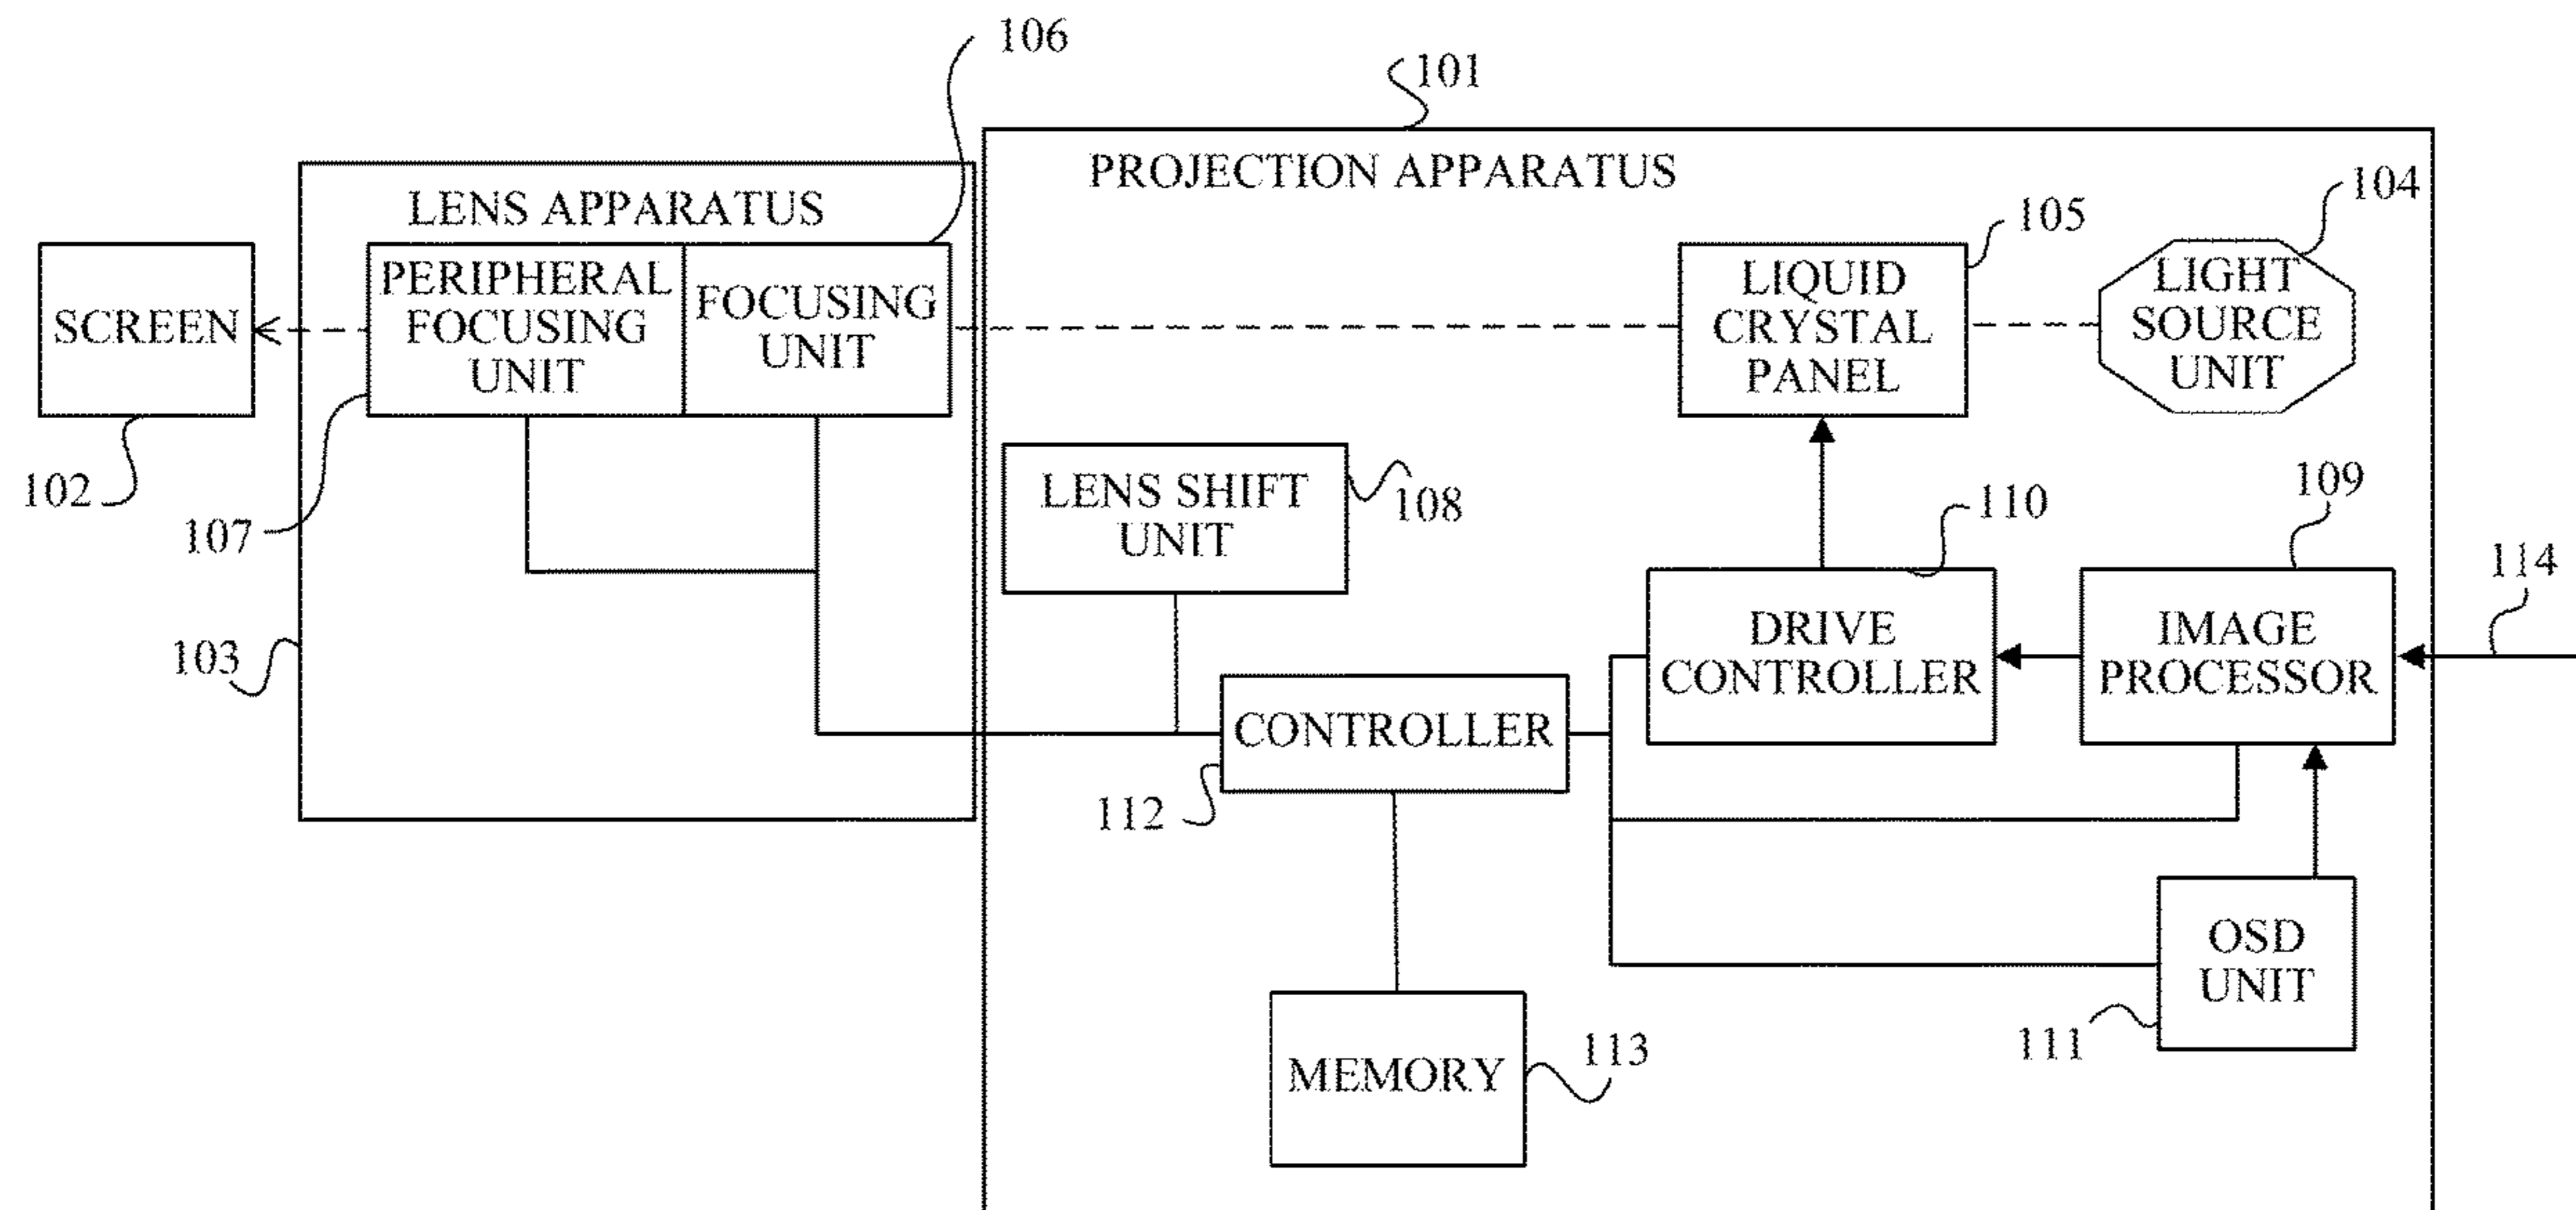 106
101
PROJECTION APPARATUS
104
LENS APPARATUS
105
SCREEN
PERIPHERAL
FOCUSING
UNIT
FOCUSING
UNIT
LIQUID
CRYSTAL
PANEL
LIGHT
SOURCE
UNIT
102
107
LENS SHIFT
UNIT
108
110
109
114
103
DRIVE
CONTROLLER
IMAGE
PROCESSOR
CONTROLLER
112
OSD
UNIT
111
MEMORY
113